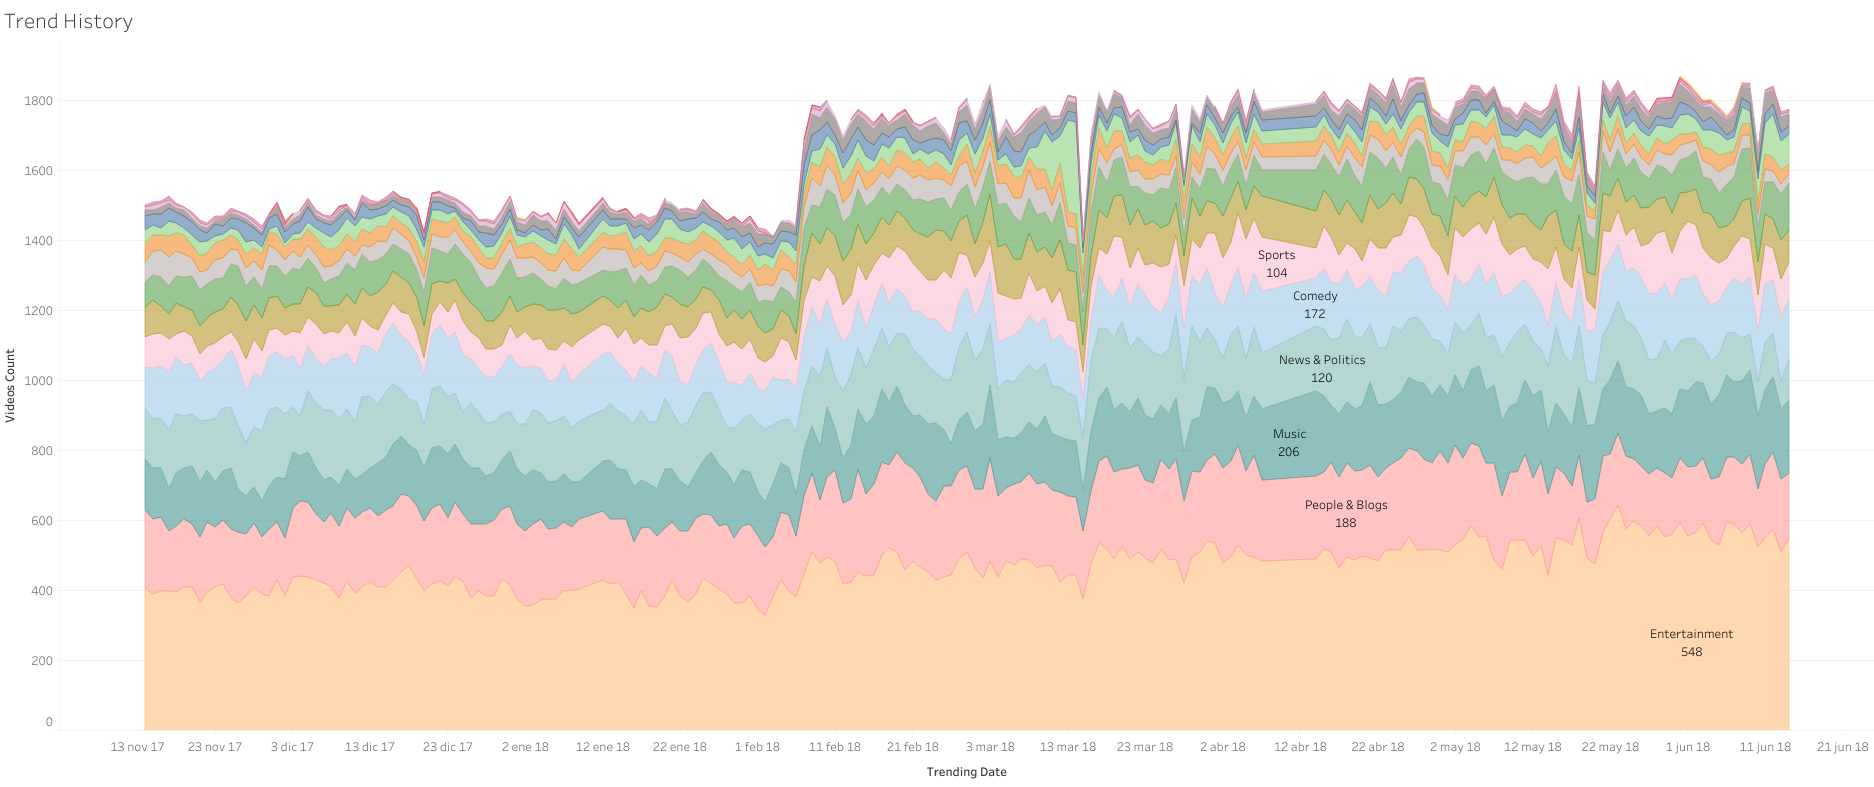 Trend History
Videos Count
1800
1600
1400
1200
1000
800
600
400
200
0
Sports
104
Comedy
172
News & Politics
120
Music
206
People & Blogs
188
Entertainment
548
13 nov 17 23 nov 17 3 dic 17 13 dic 17 23 dic 17 2 ene 18 12 ene 18 22 ene 18 1 feb 18 11 feb 18 21 feb 18 3 mar 18 13 mar 18 23 mar 18 2 abr 18 12 abr 18 22 abr 18 2 may 18 12 may 18 22 may 18 1 jun 18 11 jun 18 21 jun 18
Trending Date